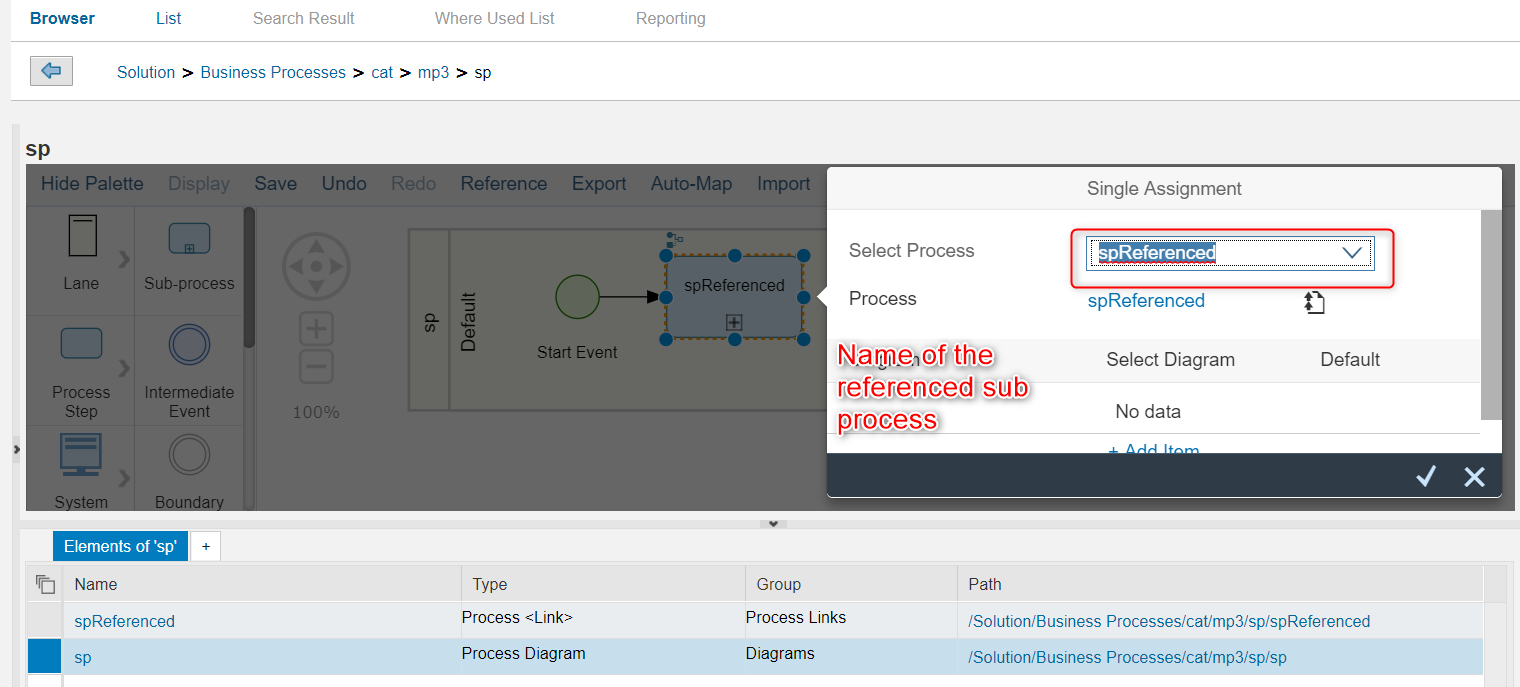 Browser List Search Result Where Used List Reporting
Solution > Business Processes > cat > mp3 > sp
sp
Hide Palette Display Save Undo Redo Reference Export Auto-Map Import
Lane Sub-process
Process Step Intermediate Event
System Boundary
100%
sp
Default
Start Event
spReferenced
Single Assignment
Select Process spReferenced
Process spReferenced
Select Diagram Default
Name of the
referenced sub
process
No data
+ Add Item
Elements of 'sp' +
Name Type Group Path
spReferenced Process <Link> Process Links /Solution/Business Processes/cat/mp3/sp/spReferenced
sp Process Diagram Diagrams /Solution/Business Processes/cat/mp3/sp/sp